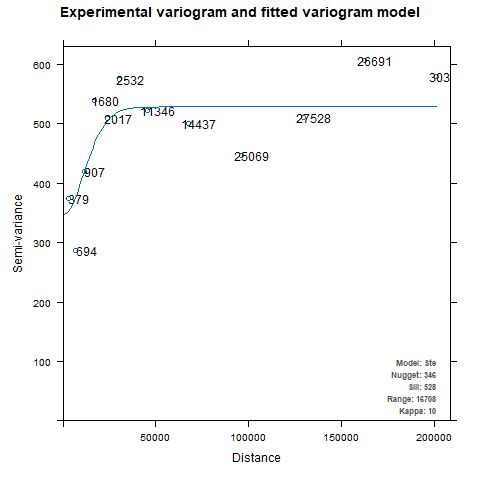 Experimental variogram and fitted variogram model
Semi-variance
600
500
400
300
200
100
26691
303
2532
1680
2017
11346
14437
27528
25069
907
379
694
Model: Ste
Nugget: 346
Sill: 528
Range: 16708
Kappa: 10
50000 100000 150000 200000
Distance